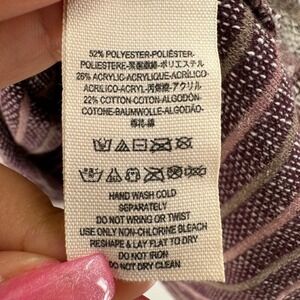 52% POLYESTER-POLIÉSTER-
POLIESTERE-聚酯纖維-ポリエステル
26% ACRYLIC-ACRYLIQUE-ACRÍLICO-
ACRILICO-ACRYL-丙烯酸-アクリル
22% COTTON-COTON-ALGODÓN-
COTONE-BAUMWOLLE-ALGODÃO-
棉花-綿
HAND WASH COLD
SEPARATELY
DO NOT WRING OR TWIST
USE ONLY NON-CHLORINE BLEACH
RESHAPE & LAY FLAT TO DRY
DO NOT IRON
DO NOT DRY CLEAN